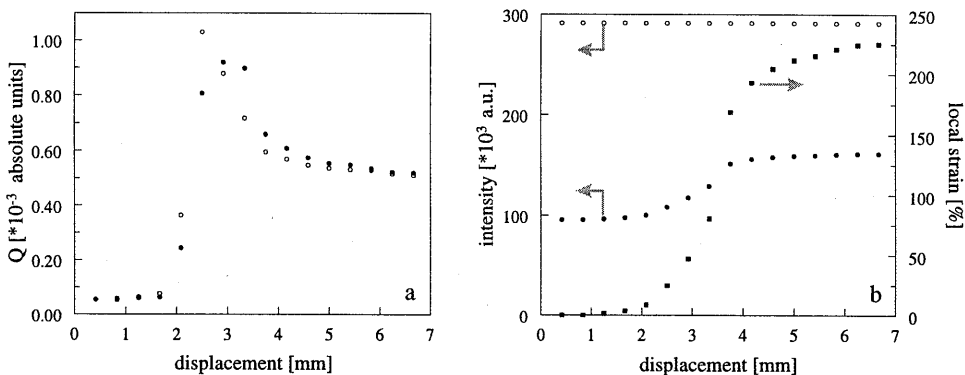 1.00
0.80
0.60
0.40
0.20
0.00
Q [*10⁻³ absolute units]
0 1 2 3 4 5 6 7
displacement [mm]
a
300
200
100
0
intensity [*10³ a.u.]
250
200
150
100
50
0
local strain [%]
0 1 2 3 4 5 6 7
displacement [mm]
b